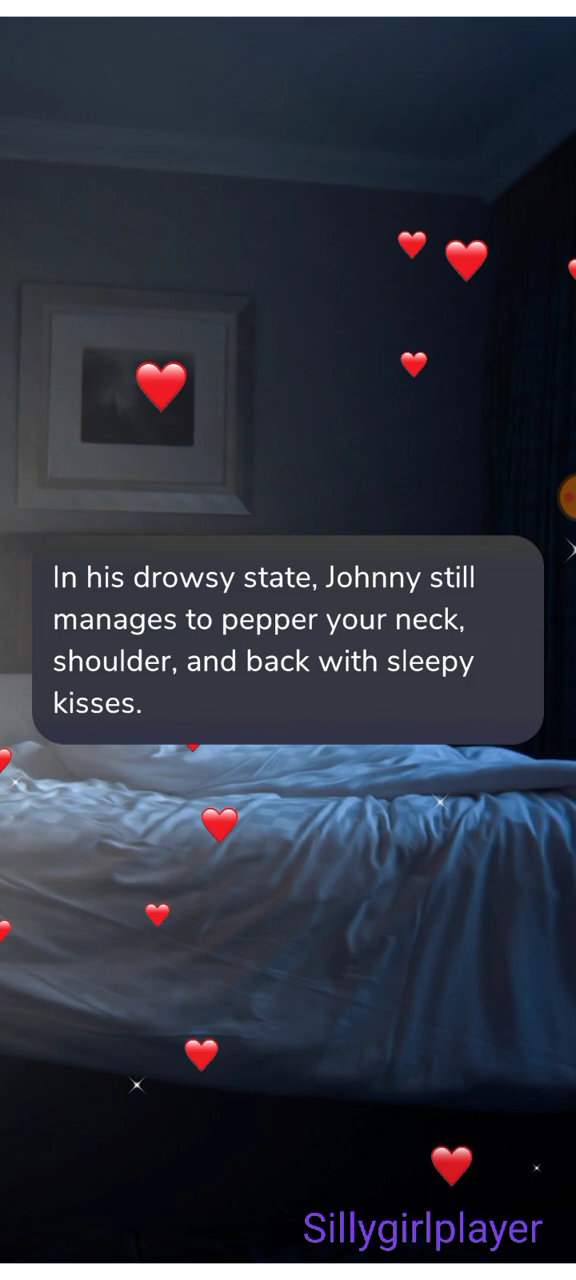 In his drowsy state, Johnny still
manages to pepper your neck,
shoulder, and back with sleepy
kisses.
Sillygirlplayer